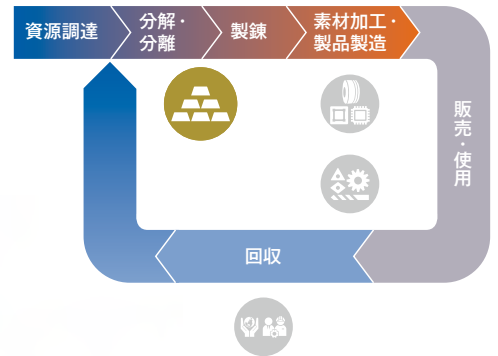 資源調達
分解・
分離
製錬
素材加工・
製品製造
販売・使用
回収